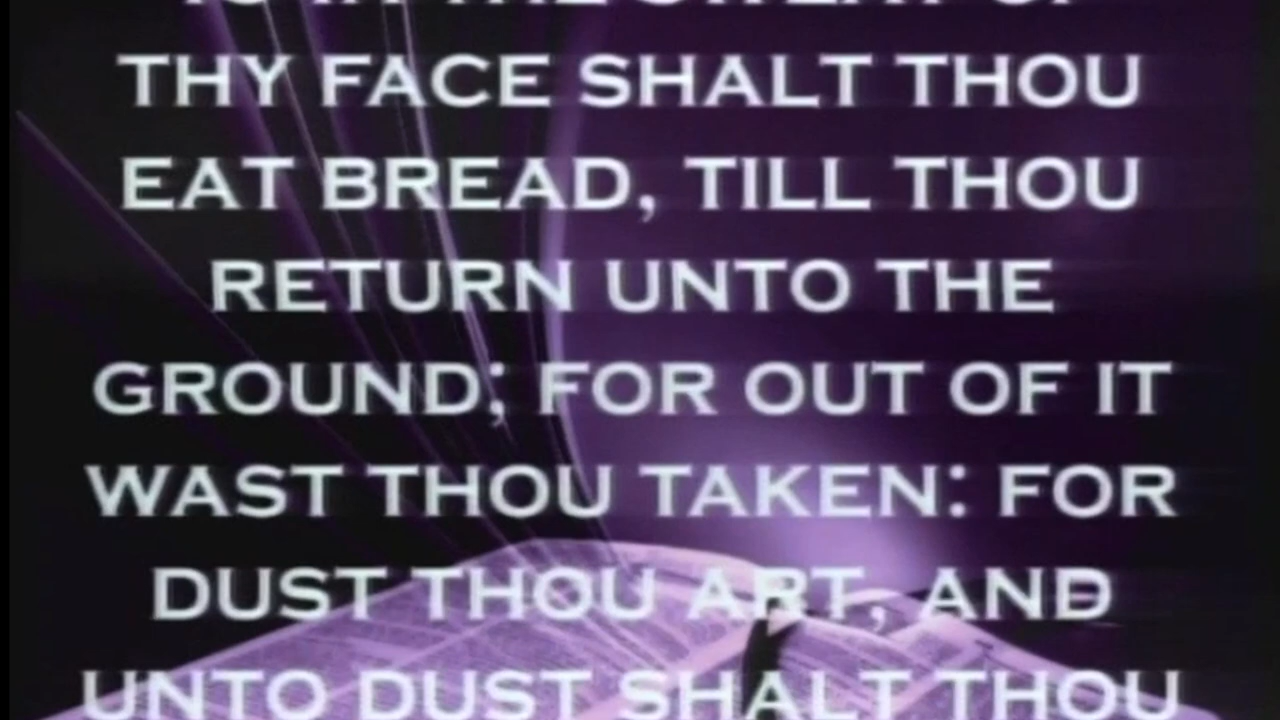 THY FACE SHALT THOU
EAT BREAD, TILL THOU
RETURN UNTO THE
GROUND; FOR OUT OF IT
WAST THOU TAKEN: FOR
DUST THOU ART, AND
UNTO DUST SHALT THOU